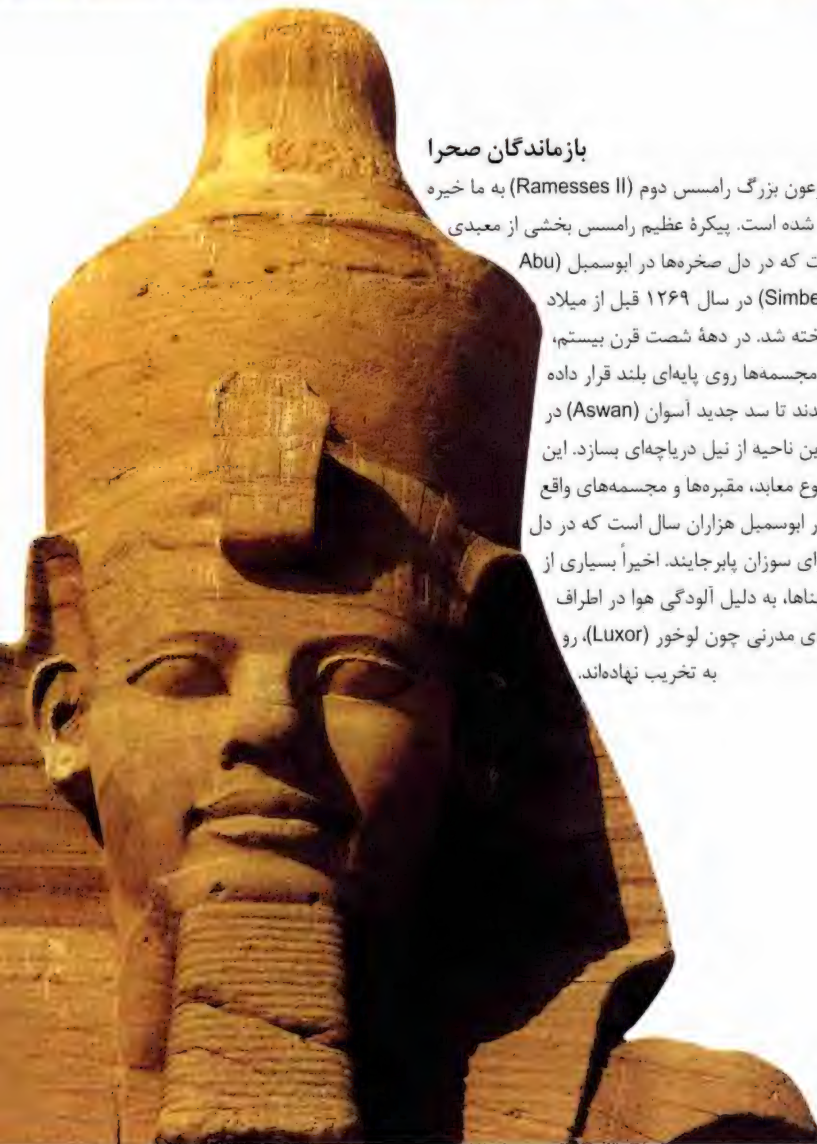 بازماندگان صحرا
بزرگ رامسس دوم (Ramesses II) به ما خیره
شده است. پیکرهٔ عظیم رامسس بخشی از معبدی
که در دل صخره‌ها در ابوسمبل (Abu
در سال ۱۲۶۹ قبل از میلاد
شد. در دههٔ شصت قرن بیستم،
مجسمه‌ها روی پایه‌ای بلند قرار داده
تا سد جدید آسوان (Aswan) در
ناحیه از نیل دریاچه‌ای بسازد. این
معابد، مقبره‌ها و مجسمه‌های واقع
ابوسمبل هزاران سال است که در دل
سوزان پابرجایند. اخیراً بسیاری از
به دلیل آلودگی هوا در اطراف
مدرنی چون لوخور (Luxor)، رو
به تخریب نهاده‌اند.